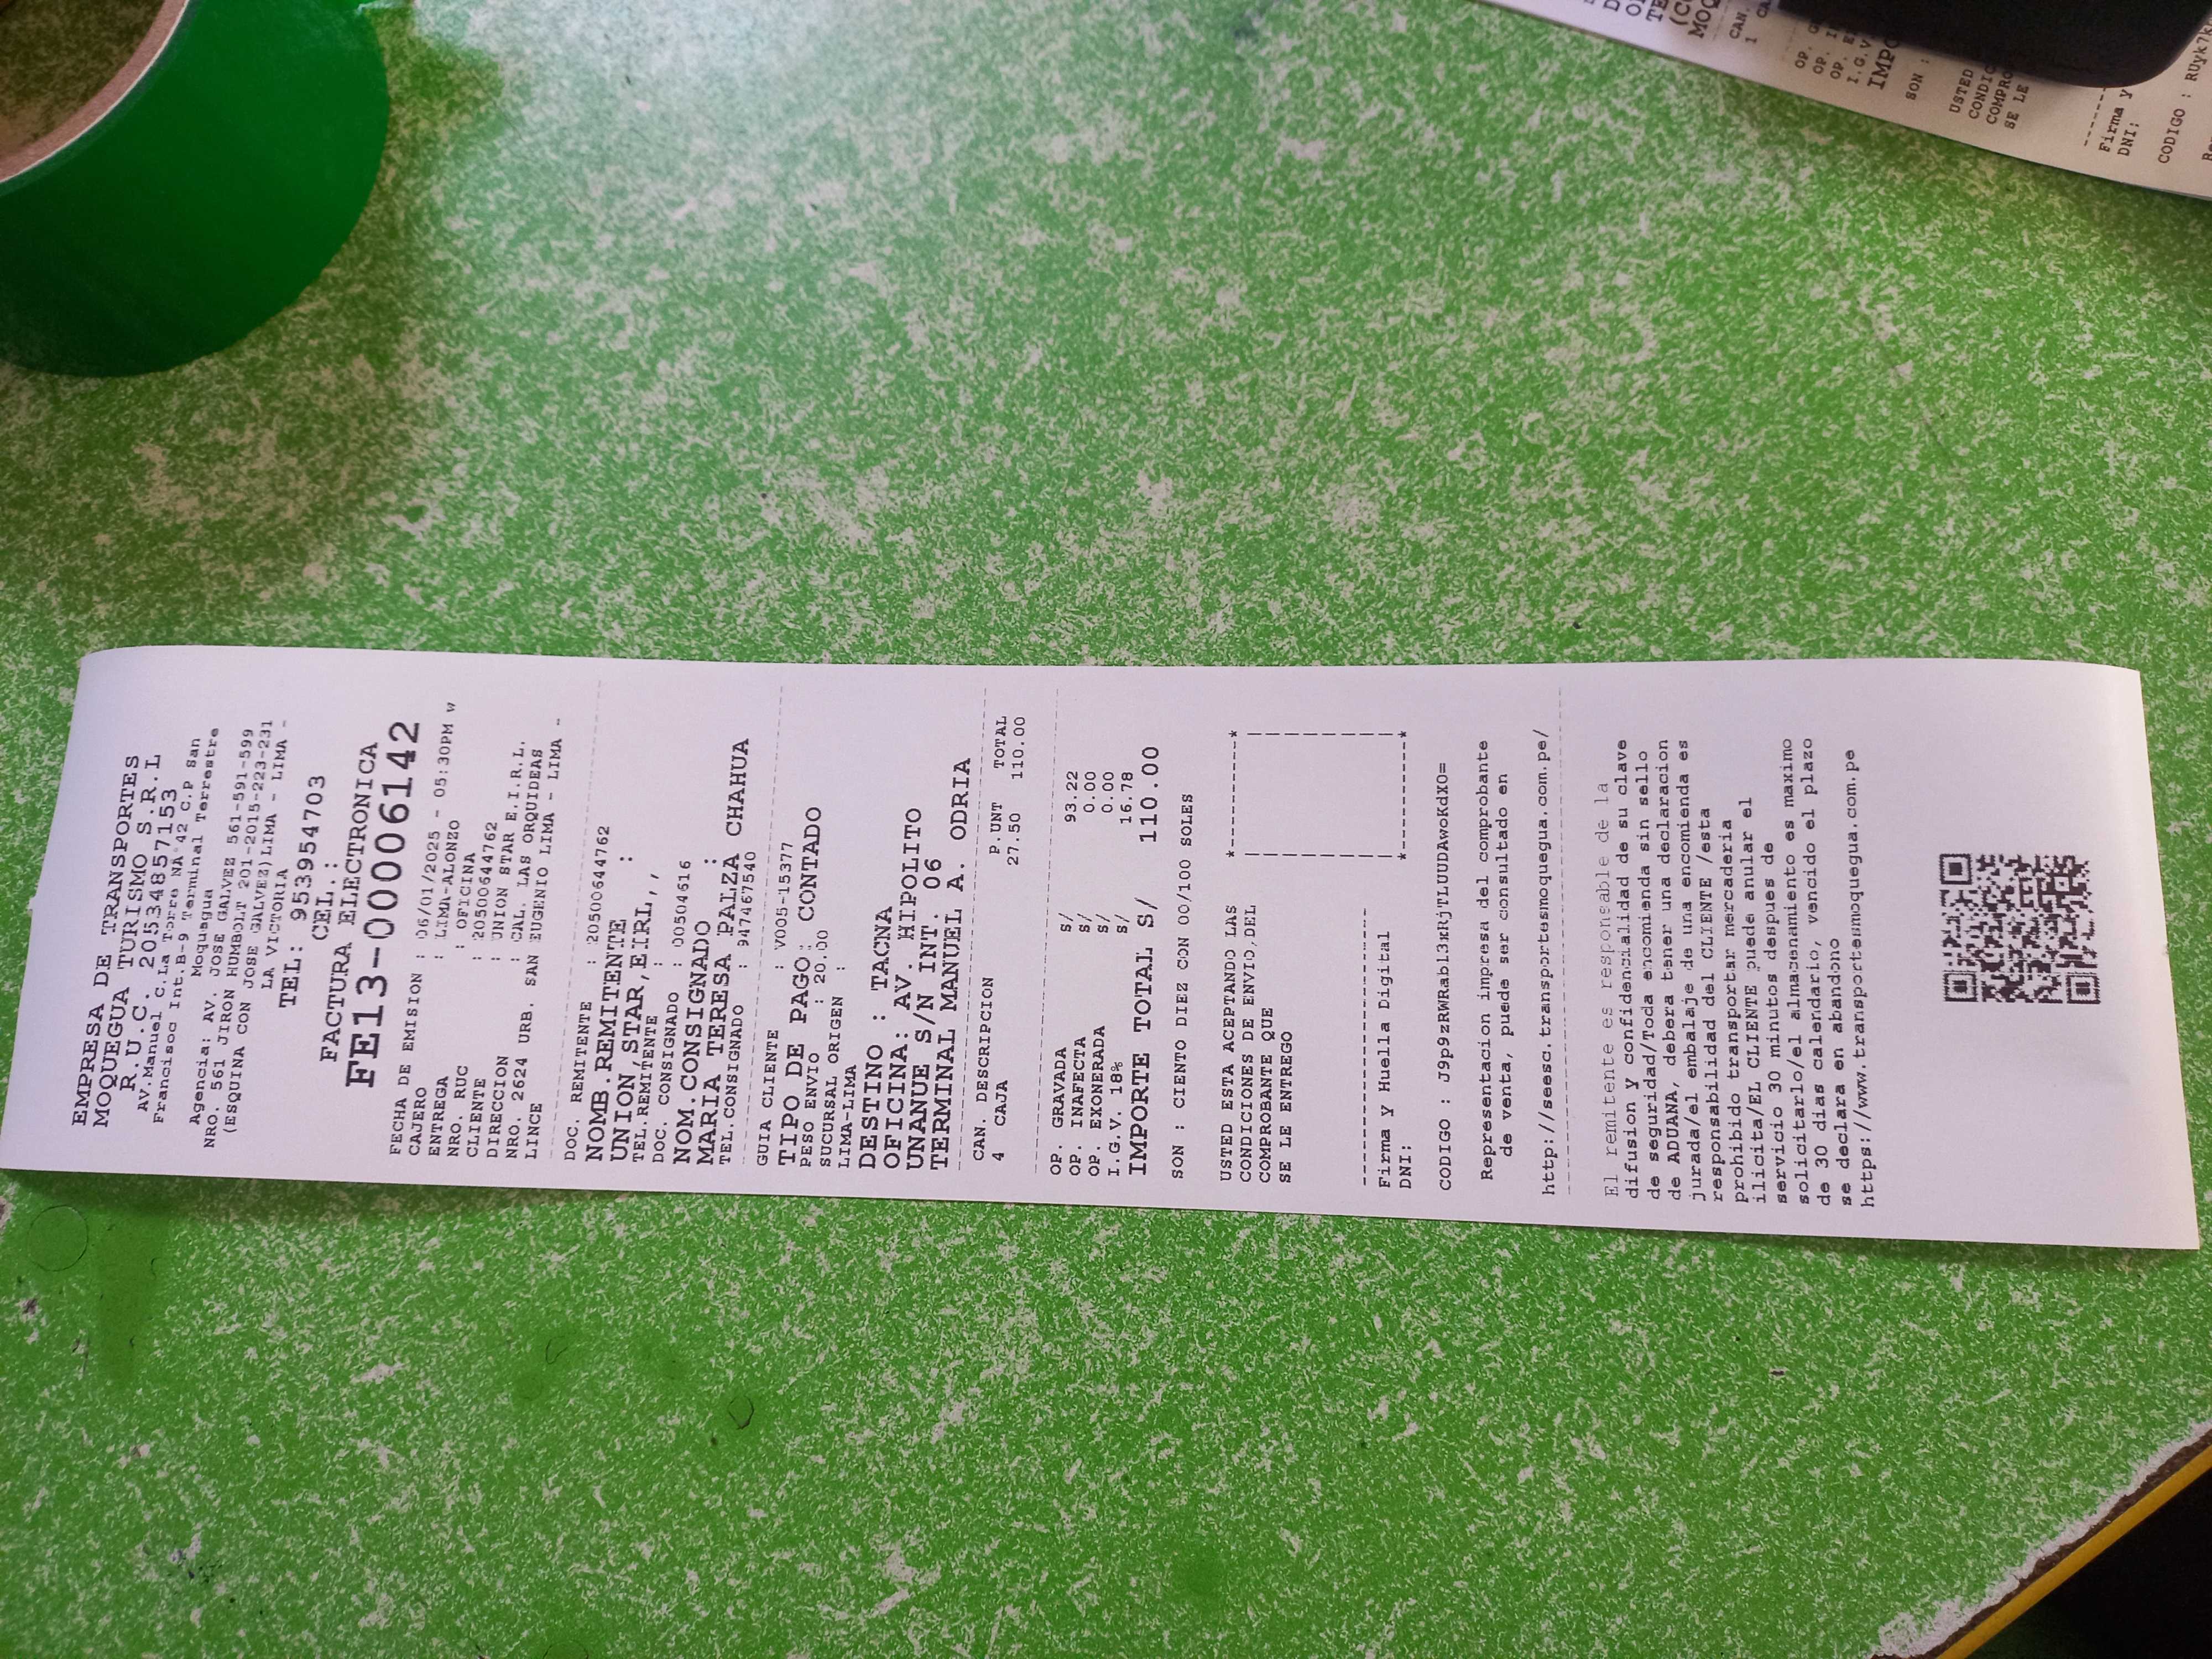 EMPRESA DE TRANSPORTES
MOQUEGUA TURISMO S.R.L
R.U.C. 20534857153
AV.Manuel C.La Torre NA°42 C.P San
Francisco Int.B-9 Terminal Terrestre
Moquegua
Agencia: AV. JOSE GALVEZ 561-591-599
NRO. 561 JIRON HUMBOLT 201-2015-223-231
(ESQUINA CON JOSE GALVEZ)LIMA - LIMA -
LA VICTORIA
TEL: 953954703
CEL.:
FACTURA ELECTRONICA
FE13-00006142
FECHA DE EMISION : 06/01/2025 - 05:30PM w
CAJERO : LIMA-ALONZO
ENTREGA : OFICINA
NRO. RUC : 20500644762
CLIENTE : UNION STAR E.I.R.L.
DIRECCION : CAL. LAS ORQUIDEAS
NRO. 2624 URB. SAN EUGENIO LIMA - LIMA -
LINCE
DOC. REMITENTE : 20500644762
NOMB.REMITENTE :
UNION,STAR,EIRL,,
TEL.REMITENTE :
DOC. CONSIGNADO : 00504616
NOM.CONSIGNADO :
MARIA TERESA PALZA CHAHUA
TEL.CONSIGNADO : 947467540
GUIA CLIENTE : V005-15377
TIPO DE PAGO : CONTADO
PESO ENVIO : 20.00
SUCURSAL ORIGEN :
LIMA-LIMA
DESTINO : TACNA
OFICINA: AV. HIPOLITO
UNANUE S/N INT. 06
TERMINAL MANUEL A. ODRIA
CAN. DESCRIPCION P.UNT TOTAL
4 CAJA 27.50 110.00
OP. GRAVADA S/ 93.22
OP. INAFECTA S/ 0.00
OP. EXONERADA S/ 0.00
I.G.V. 18% S/ 16.78
IMPORTE TOTAL S/ 110.00
SON : CIENTO DIEZ CON 00/100 SOLES
USTED ESTA ACEPTANDO LAS
CONDICIONES DE ENVIO,DEL
COMPROBANTE QUE
SE LE ENTREGO
Firma y Huella Digital
DNI:
CODIGO : J9p9zRWRabl3KRjTLUUDAwoKdXO=
Representacion impresa del comprobante
de venta, puede ser consultado en
http://seesc.transportesmoquegua.com.pe/
El remitente es responsable de la
difusion y confidencialidad de su clave
de seguridad/Toda encomienda sin sello
de ADUANA, debera tener una declaracion
jurada/el embalaje de una encomienda es
responsabilidad del CLIENTE /esta
prohibido transportar mercaderia
ilicita/EL CLIENTE puede anular el
servicio 30 minutos despues de
solicitarlo/el almacenamiento es maximo
de 30 dias calendario, vencido el plazo
se declara en abandono
https://www.transportesmoquegua.com.pe
CAN.
1
SON :
USTED
SE LE
Firma y
DNI:
CODIGO : RUyk7k